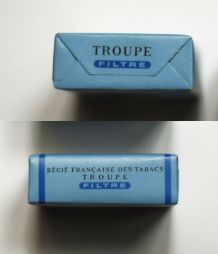 TROUPE
FILTRE
RÉGIE FRANÇAISE DES TABACS
TROUPE
FILTRE